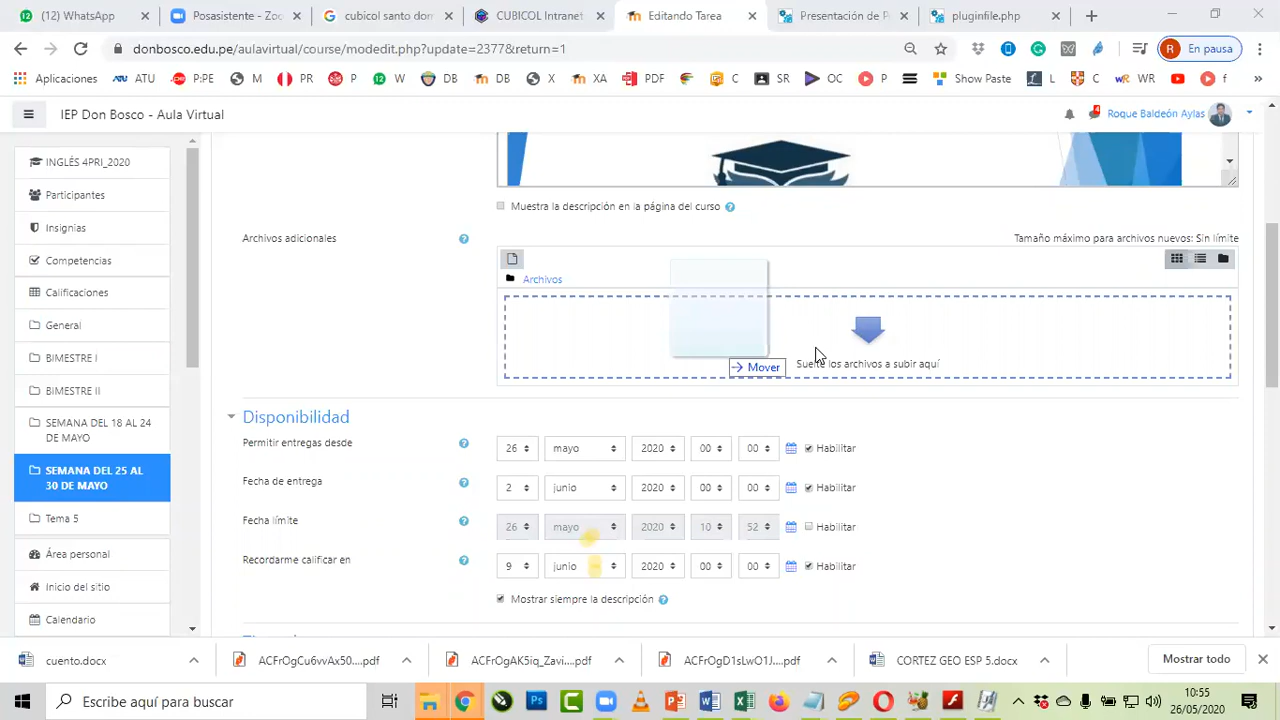 (12) WhatsApp
Posasistente - Zoo
cubicol santo dom
CUBICOL Intranet
Editando Tarea
Presentación de P
pluginfile.php
donbosco.edu.pe/aulavirtual/course/modedit.php?update=2377&return=1
R En pausa
Aplicaciones ATU P:PE M PR P 12 W DB DB X XA PDF C SR OC P Show Paste L C WR WR f »
IEP Don Bosco - Aula Virtual
4 Roque Baldeón Aylas
INGLÉS 4PRI_2020
Participantes
Insignias
Competencias
Calificaciones
General
BIMESTRE I
BIMESTRE II
SEMANA DEL 18 AL 24
DE MAYO
SEMANA DEL 25 AL
30 DE MAYO
Tema 5
Área personal
Inicio del sitio
Calendario
Muestra la descripción en la página del curso
Archivos adicionales
Tamaño máximo para archivos nuevos: Sin límite
Archivos
Mover
Suelte los archivos a subir aquí
Disponibilidad
Permitir entregas desde 26 mayo 2020 00 00 Habilitar
Fecha de entrega 2 junio 2020 00 00 Habilitar
Fecha límite 26 mayo 2020 10 52 Habilitar
Recordarme calificar en 9 junio 2020 00 00 Habilitar
Mostrar siempre la descripción
cuento.docx
ACFrOgCu6vvAx50....pdf
ACFrOgAK5iq_Zavi....pdf
ACFrOgD1sLwO1J....pdf
CORTEZ GEO ESP 5.docx
Mostrar todo
Escribe aquí para buscar
10:55
26/05/2020